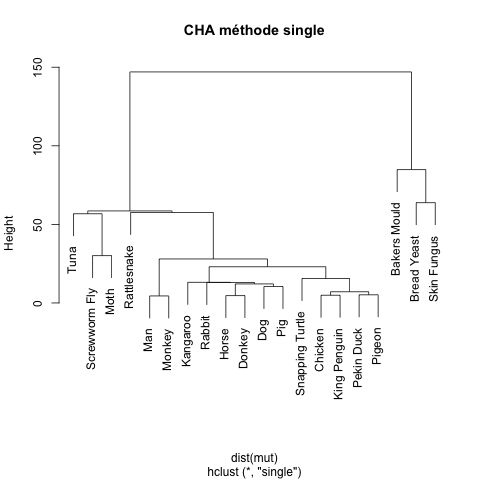 CHA méthode single
Height
150
100
50
0
Tuna
Screwworm Fly
Moth
Rattlesnake
Man
Monkey
Kangaroo
Rabbit
Horse
Donkey
Dog
Pig
Snapping Turtle
Chicken
King Penguin
Pekin Duck
Pigeon
Bakers Mould
Bread Yeast
Skin Fungus
dist(mut)
hclust (*, "single")